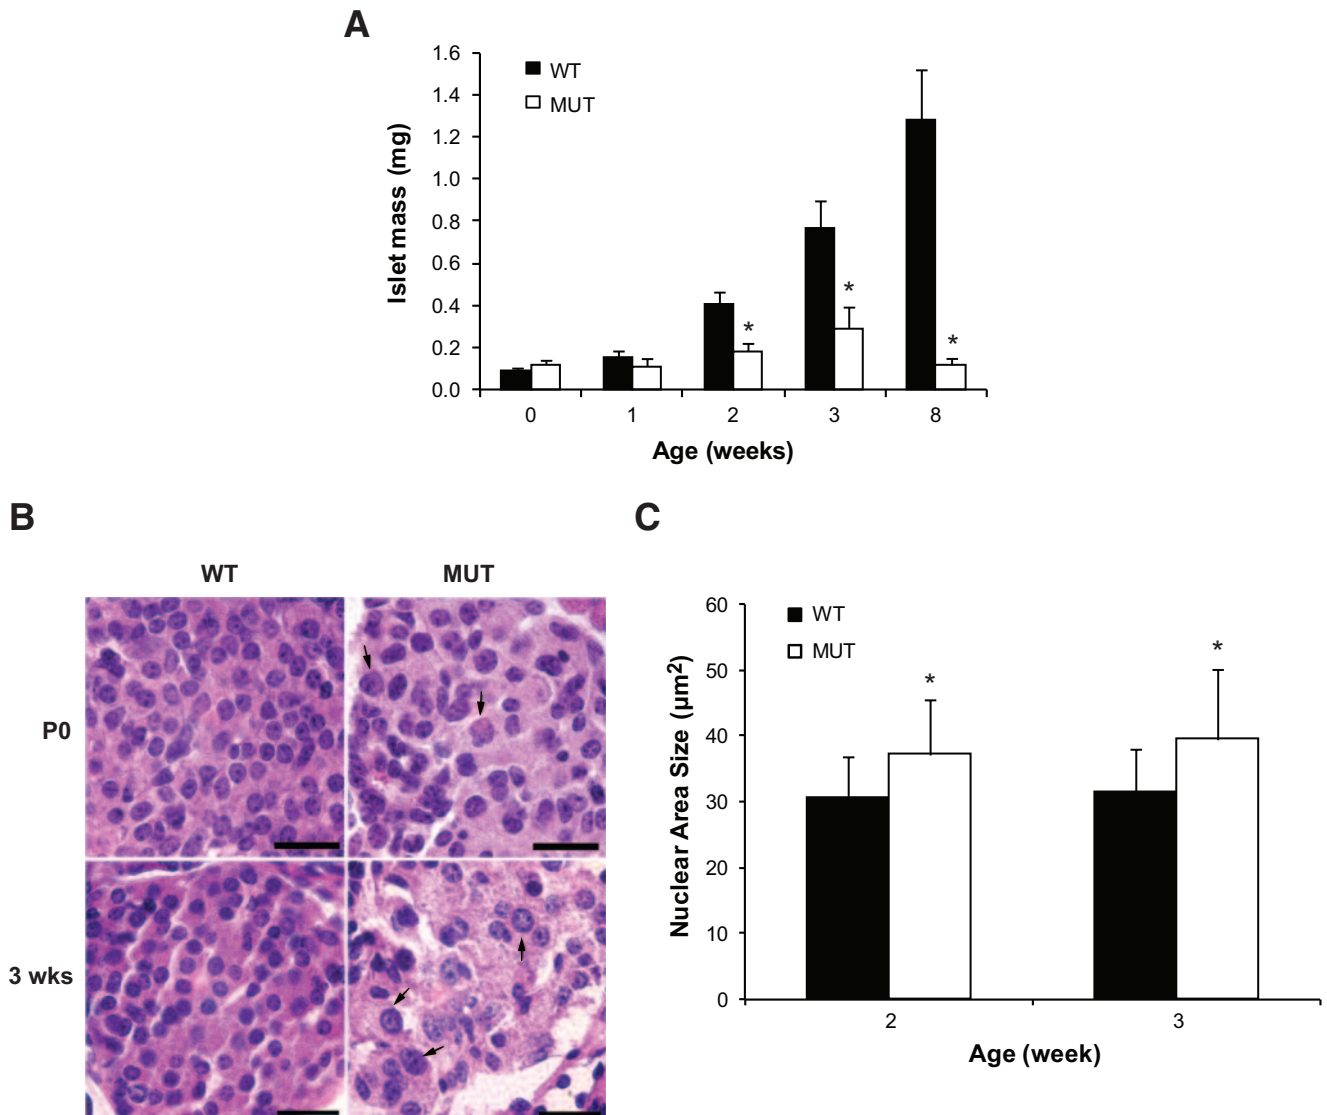 A
1.6
1.4
1.2
1.0
0.8
0.6
0.4
0.2
0.0
Islet mass (mg)
WT
MUT
*
*
*
0 1 2 3 8
Age (weeks)
B
WT MUT
P0
3 wks
C
60
50
40
30
20
10
0
Nuclear Area Size (µm²)
WT
MUT
*
*
2 3
Age (week)